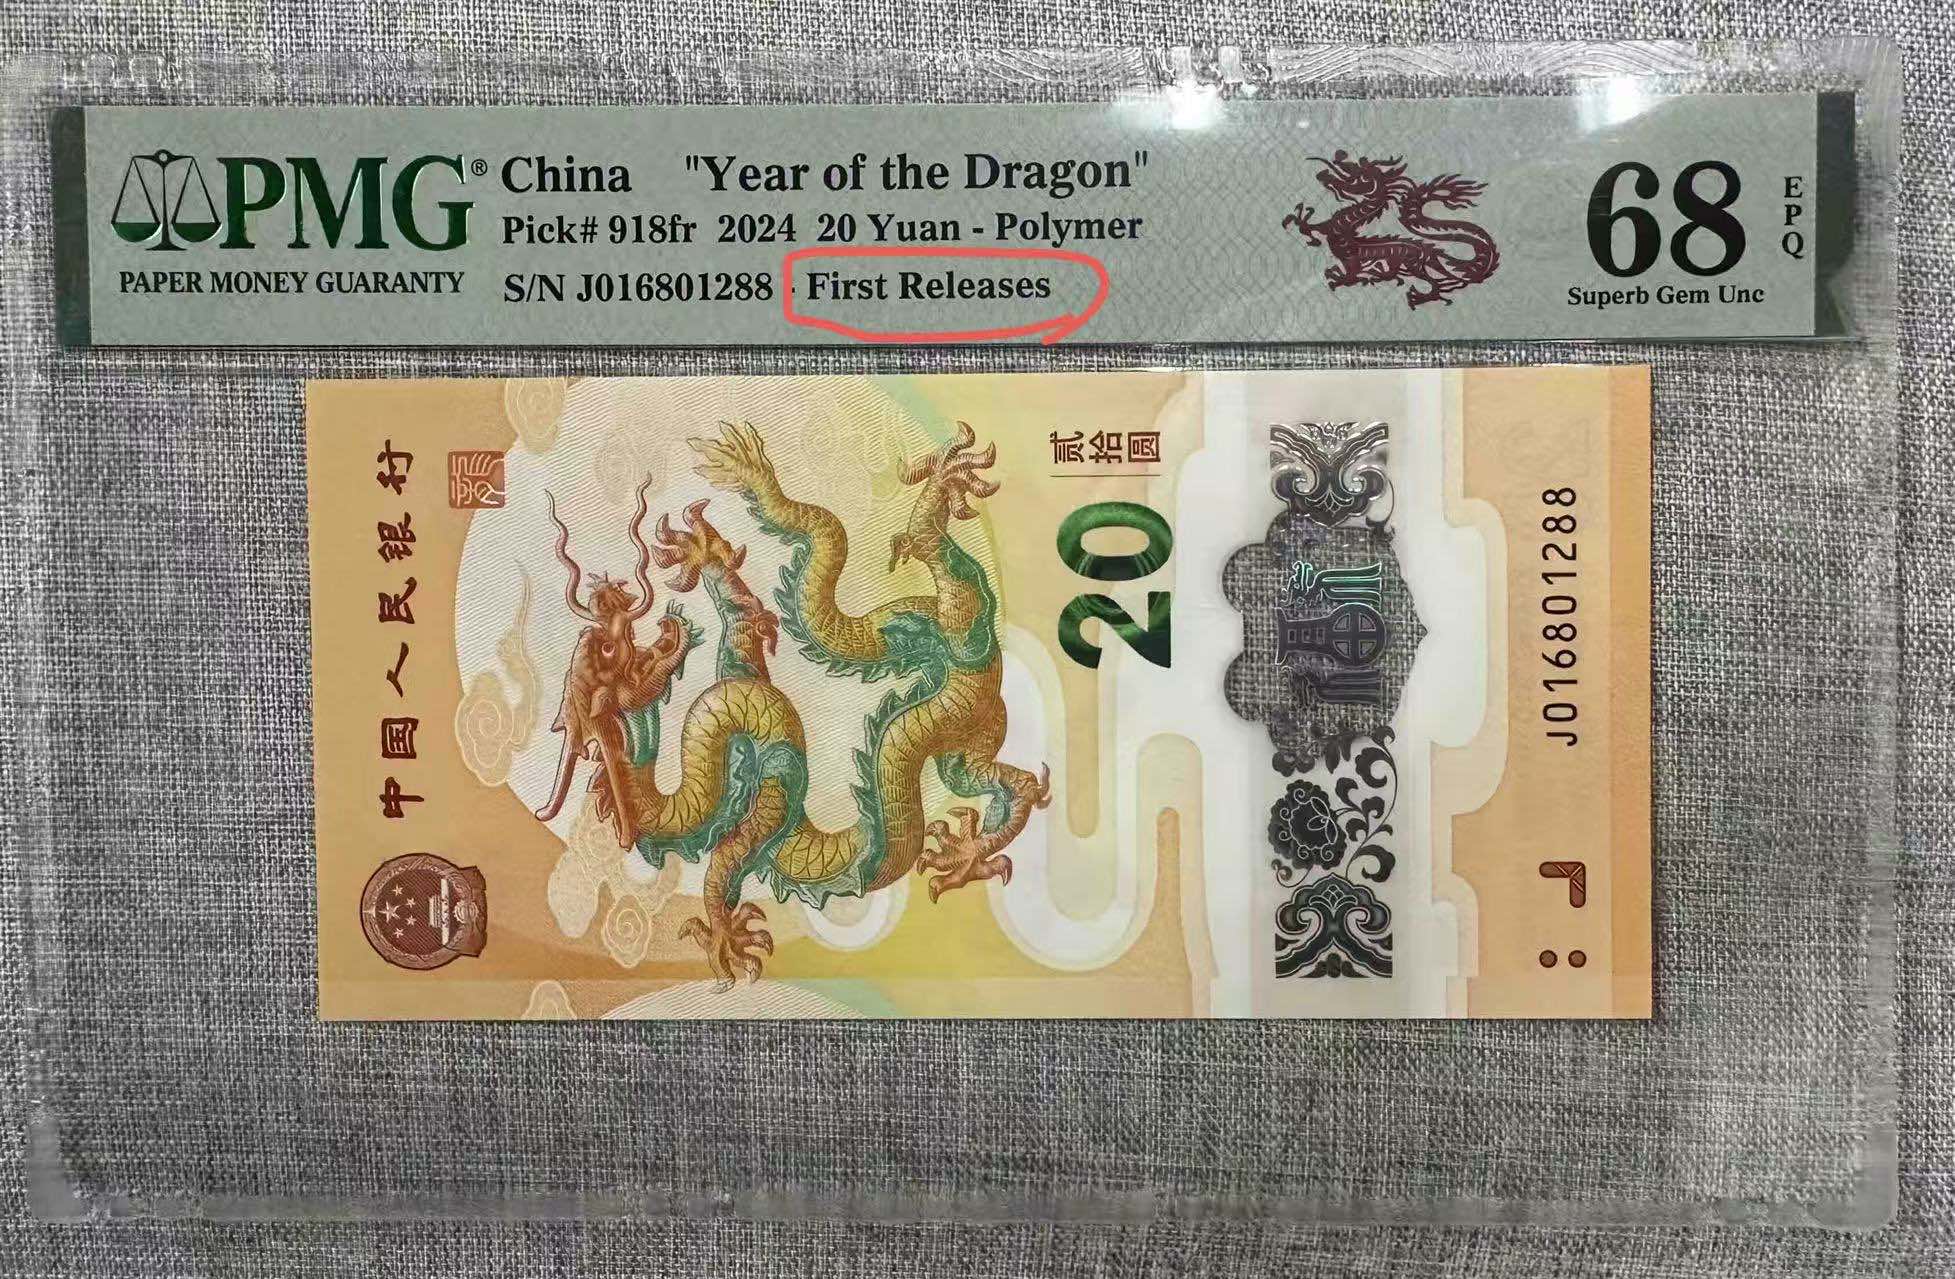 PMG® China "Year of the Dragon"
Pick# 918fr 2024 20 Yuan - Polymer
PAPER MONEY GUARANTY
S/N J016801288 - First Releases
68
EPQ
Superb Gem Unc
中国人民银行
贰拾圆
20
J016801288